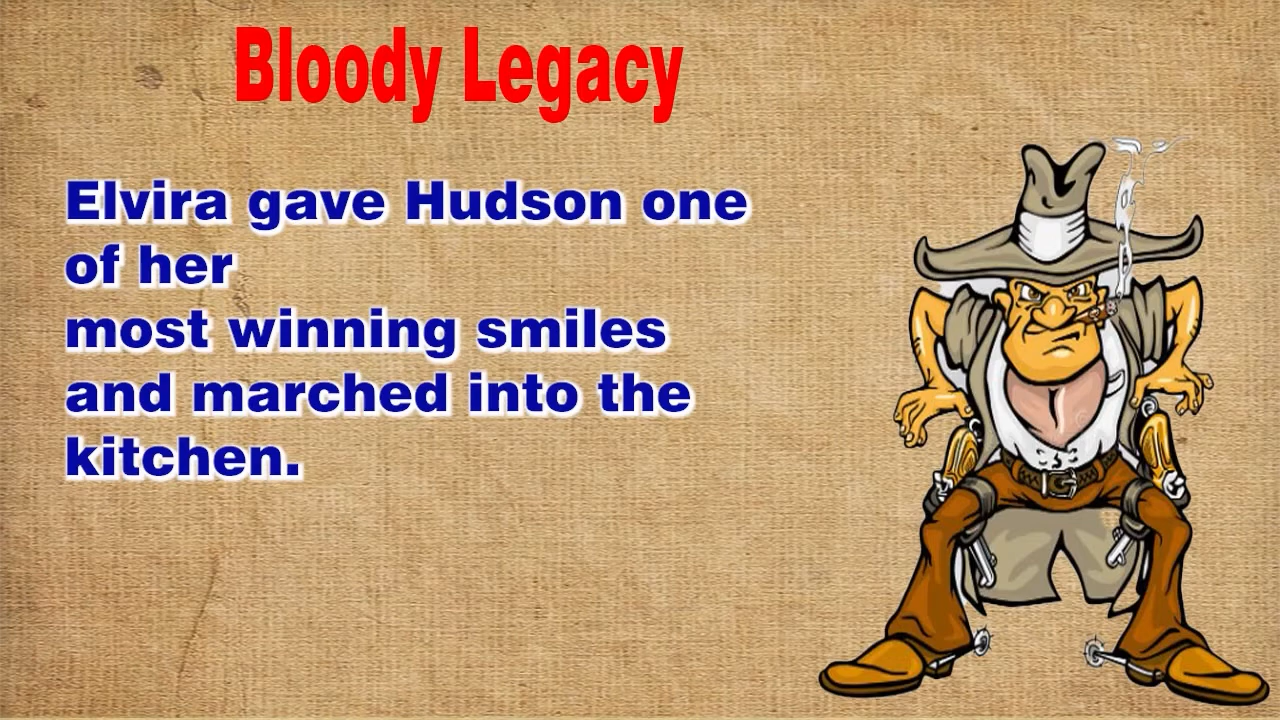 Bloody Legacy
Elvira gave Hudson one
of her
most winning smiles
and marched into the
kitchen.